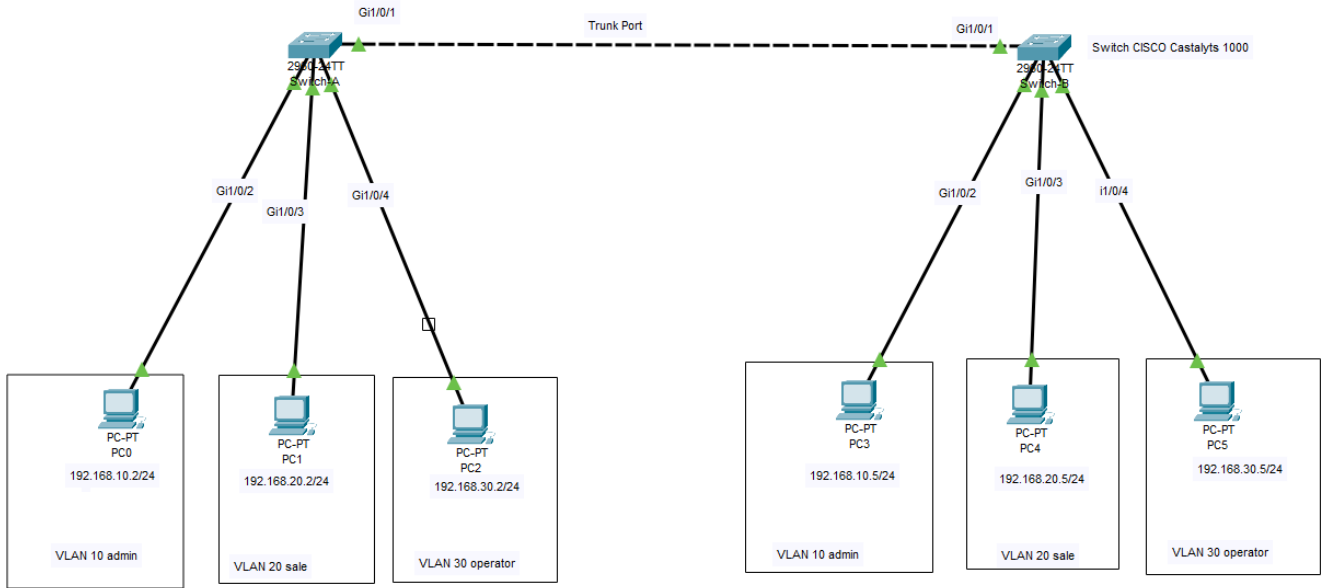 Gi1/0/1
Trunk Port
Gi1/0/1
Switch CISCO Castalyts 1000
2960-24TT
Switch-A
2960-24TT
Switch-B
Gi1/0/2
Gi1/0/3
Gi1/0/4
Gi1/0/2
Gi1/0/3
i1/0/4
PC-PT
PC0
192.168.10.2/24
VLAN 10 admin
PC-PT
PC1
192.168.20.2/24
VLAN 20 sale
PC-PT
PC2
192.168.30.2/24
VLAN 30 operator
PC-PT
PC3
192.168.10.5/24
VLAN 10 admin
PC-PT
PC4
192.168.20.5/24
VLAN 20 sale
PC-PT
PC5
192.168.30.5/24
VLAN 30 operator